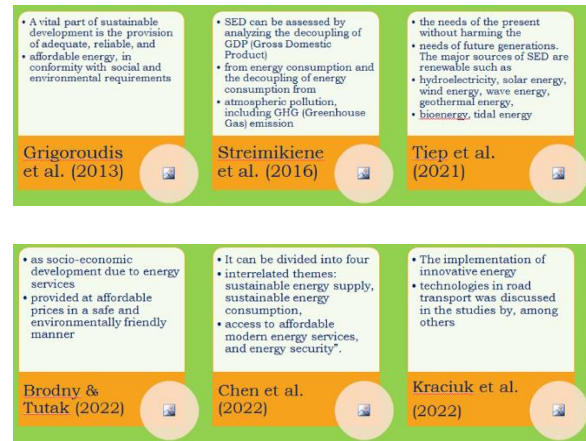 • A vital part of sustainable
development is the provision
of adequate, reliable, and
• affordable energy, in
conformity with social and
environmental requirements
Grigoroudis
et al. (2013)
• SED can be assessed by
analyzing the decoupling of
GDP (Gross Domestic
Product)
• from energy consumption and
the decoupling of energy
consumption from
• atmospheric pollution,
including GHG (Greenhouse
Gas) emission
Streimikiene
et al. (2016)
• the needs of the present
without harming the
• needs of future generations.
The major sources of SED are
renewable such as
• hydroelectricity, solar energy,
wind energy, wave energy,
geothermal energy,
• bioenergy, tidal energy
Tiep et al.
(2021)
• as socio-economic
development due to energy
services
• provided at affordable
prices in a safe and
environmentally friendly
manner
Brodny &
Tutak (2022)
• It can be divided into four
• interrelated themes:
sustainable energy supply,
sustainable energy
consumption,
• access to affordable
modern energy services,
and energy security”.
Chen et al.
(2022)
• The implementation of
innovative energy
• technologies in road
transport was discussed
in the studies by, among
others
Kraciuk et al.
(2022)